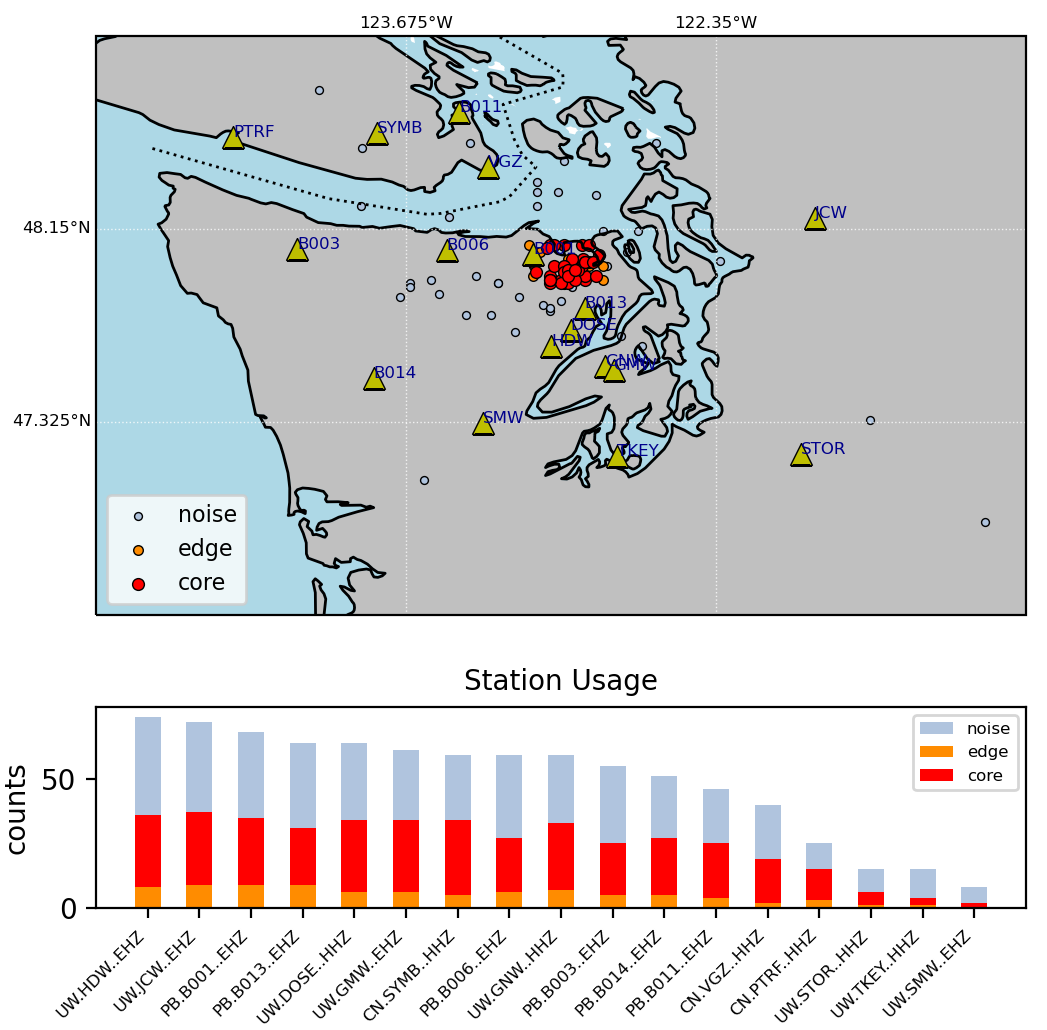 123.675°W 122.35°W
B011
PTRF SYMB
VGZ
JCW
48.15°N
B003 B006
B013
DOSE
HDW
GNW
GMW
B014
47.325°N
SMW
TKEY STOR
noise
edge
core
Station Usage
counts
50
0
noise
edge
core
UW.HDW..EHZ
UW.JCW..EHZ
PB.B001..EHZ
PB.B013..EHZ
UW.DOSE..HHZ
UW.GMW..EHZ
CN.SYMB..HHZ
PB.B006..EHZ
UW.GNW..HHZ
PB.B003..EHZ
PB.B014..EHZ
PB.B011..EHZ
CN.VGZ..HHZ
CN.PTRF..HHZ
UW.STOR..HHZ
UW.TKEY..HHZ
UW.SMW..EHZ